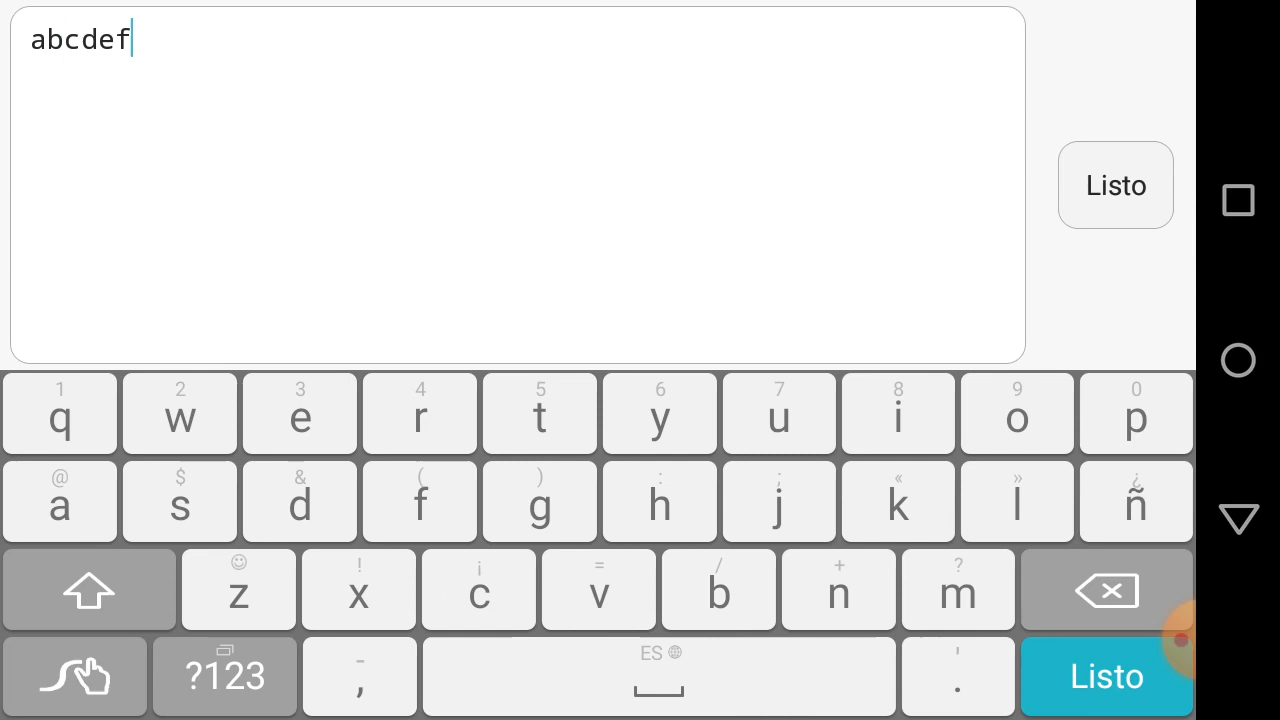 abcdef
Listo
1 2 3 4 5 6 7 8 9 0
q w e r t y u i o p
@ $ & ( ) : ; « » ¿
a s d f g h j k l ñ
! ¡ = / + ?
z x c v b n m
- ES '
?123 , . Listo